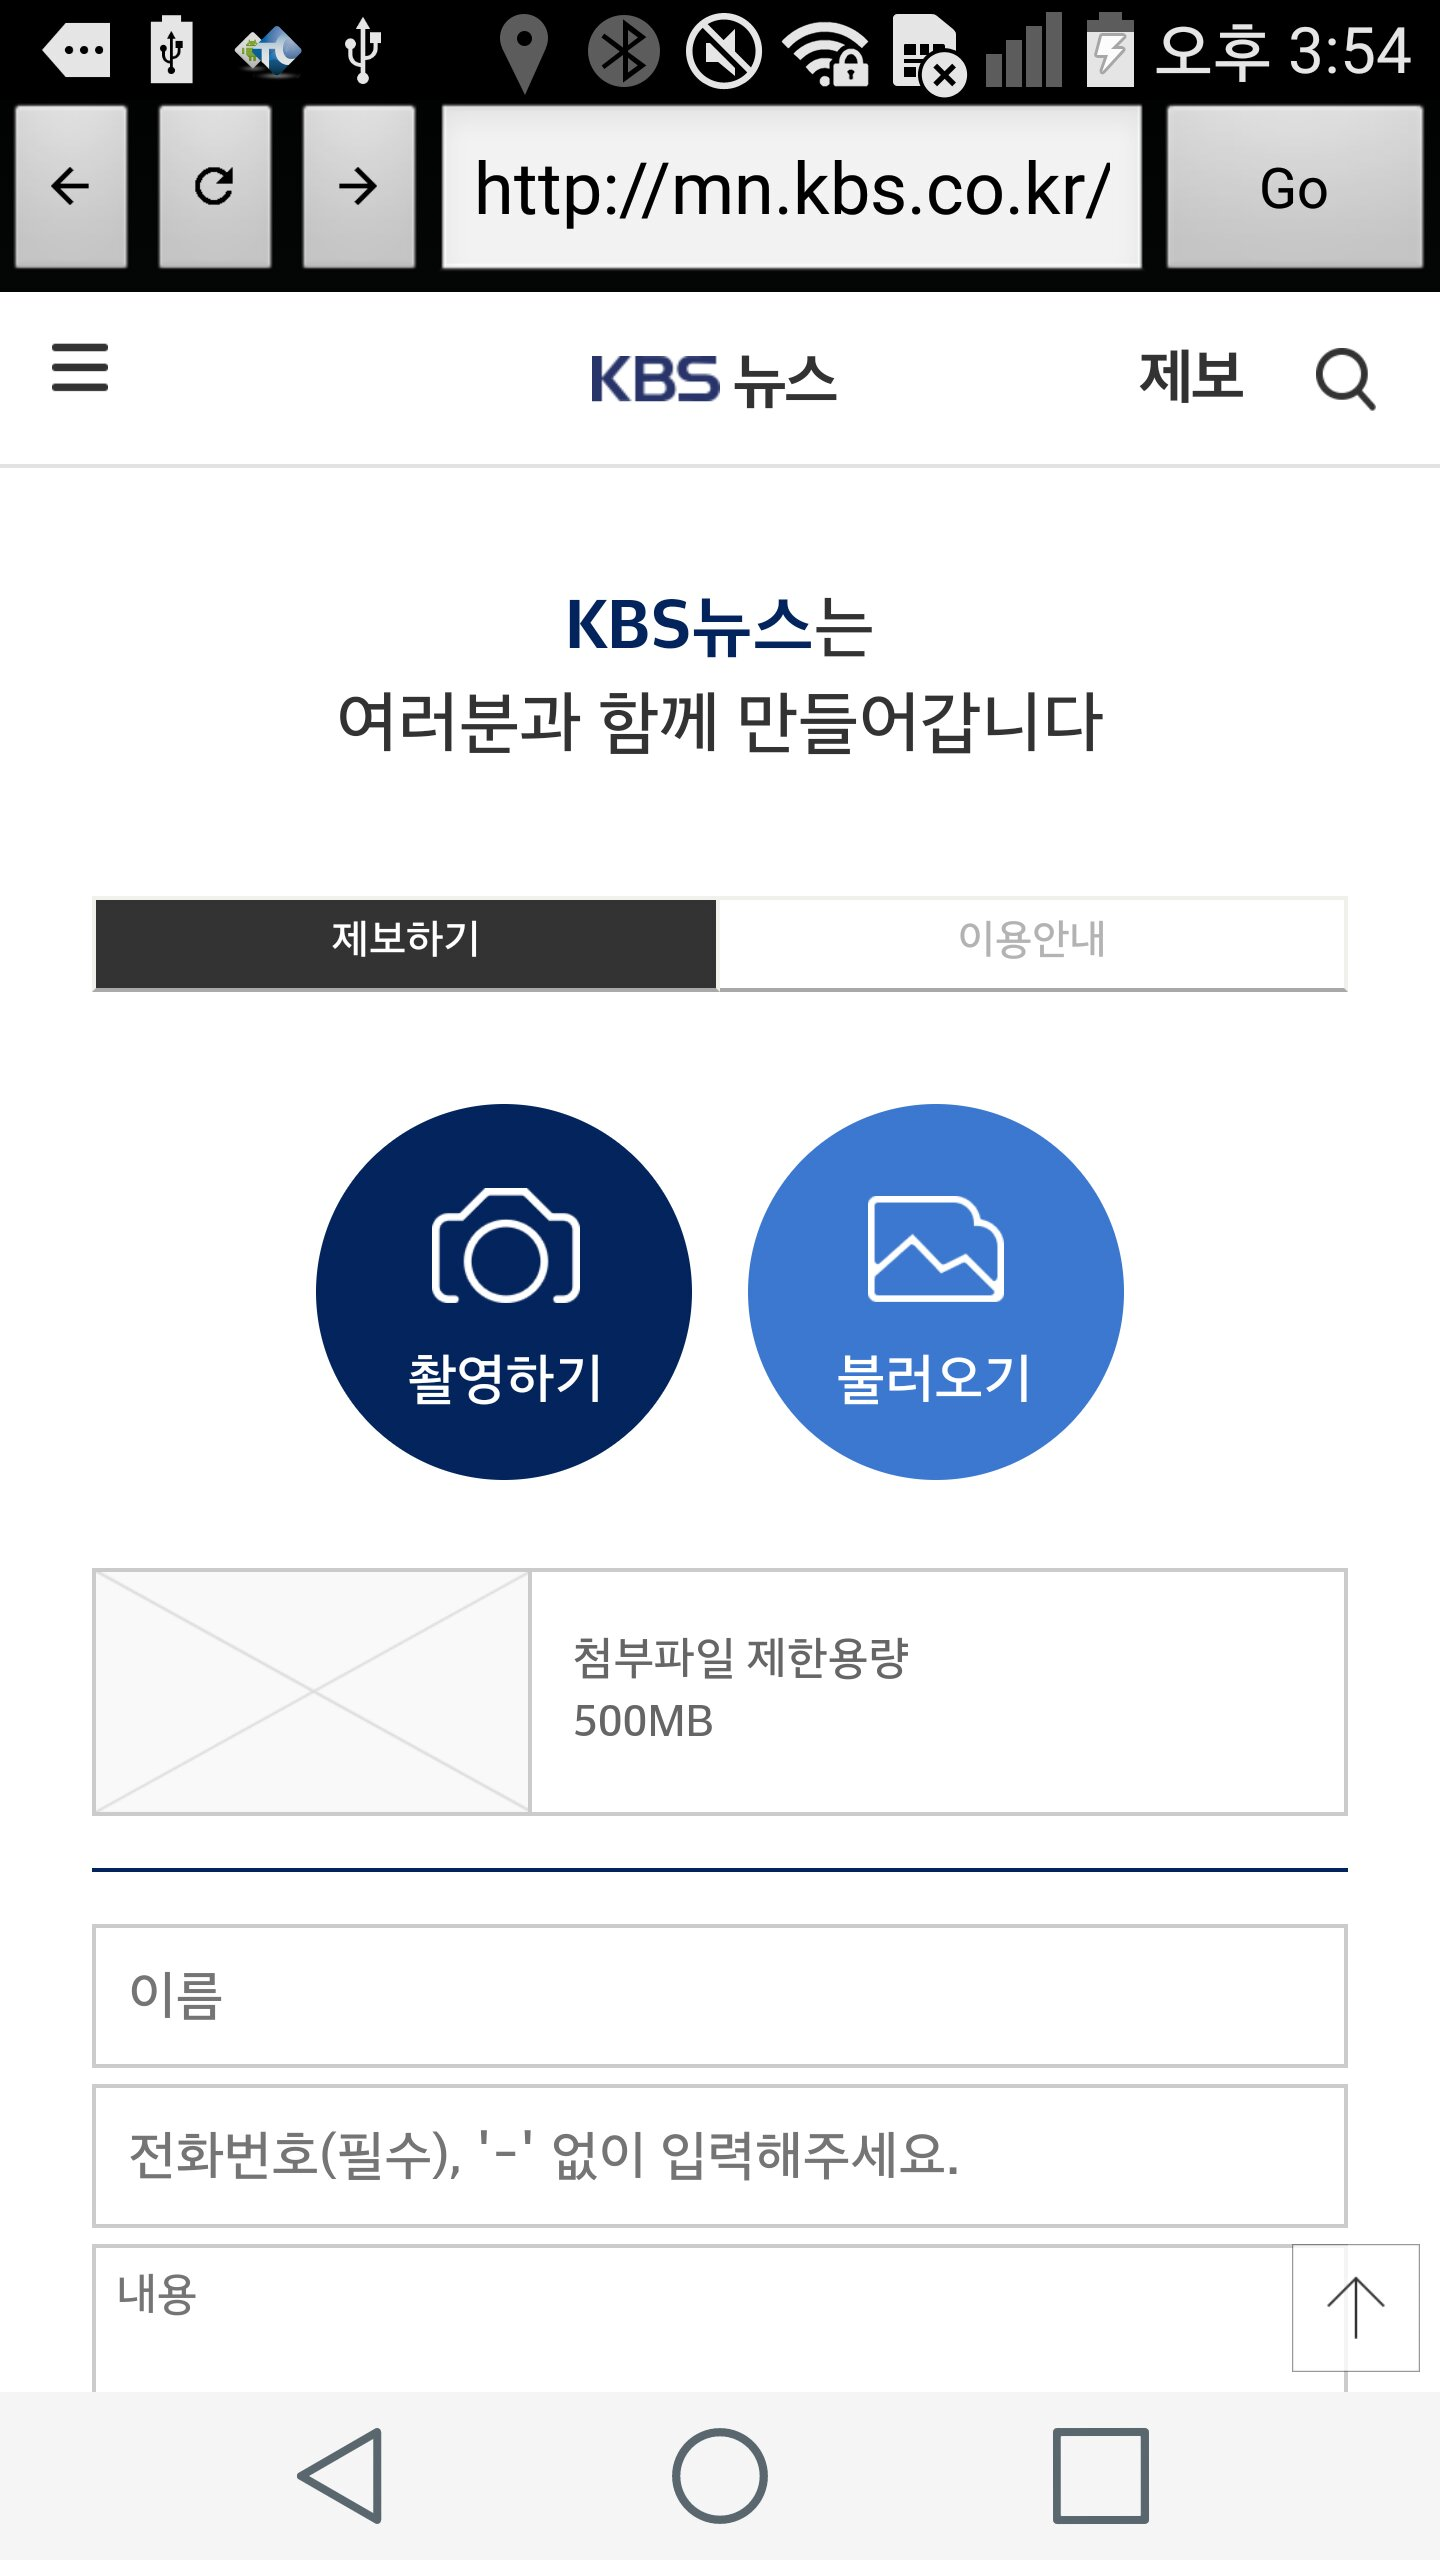 오후 3:54
http://mn.kbs.co.kr/
Go
KBS 뉴스
제보
KBS뉴스는
여러분과 함께 만들어갑니다
제보하기
이용안내
촬영하기
불러오기
첨부파일 제한용량
500MB
이름
전화번호(필수), '-' 없이 입력해주세요.
내용